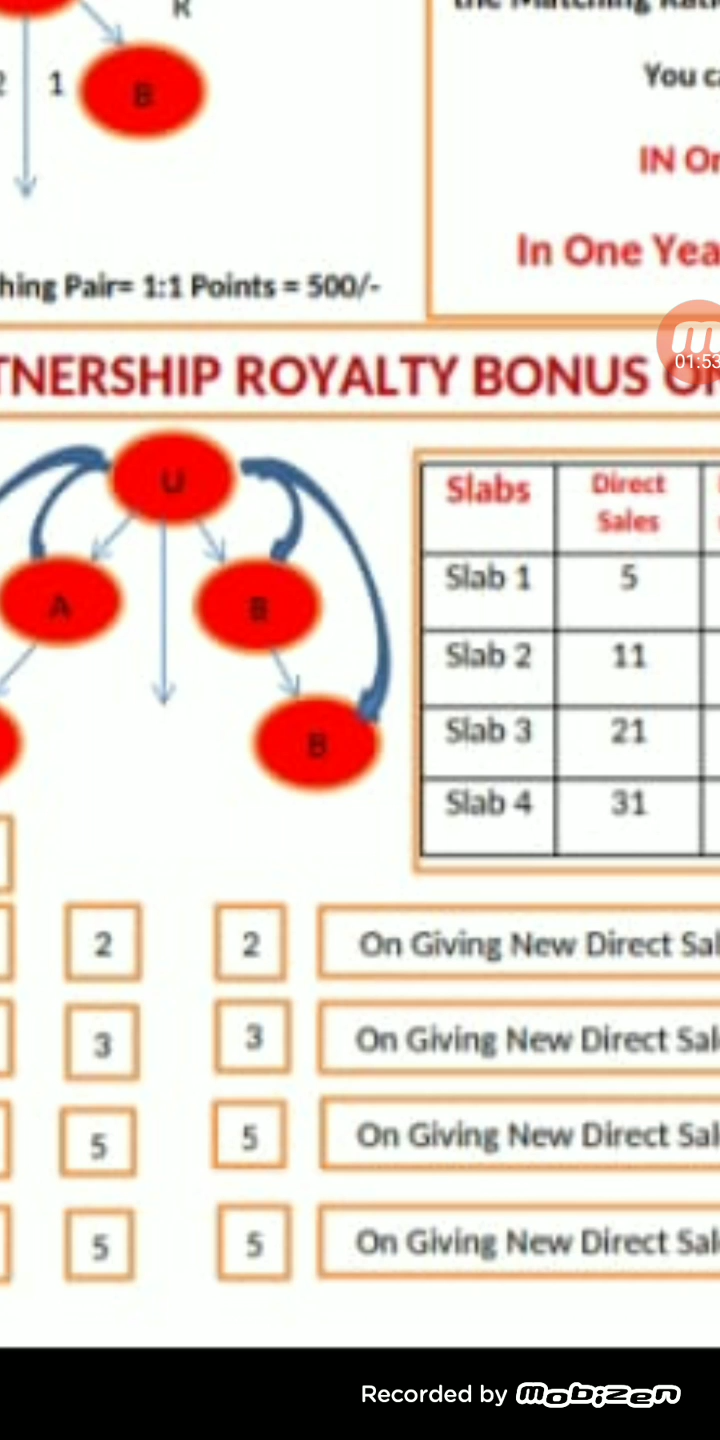 R
1
B
You ca
IN On
In One Yea
hing Pair= 1:1 Points = 500/-
01:53
TNERSHIP ROYALTY BONUS
U
Slabs
Direct
Sales
A
B
Slab 1
5
Slab 2
11
B
Slab 3
21
Slab 4
31
2
2
On Giving New Direct Sal
3
3
On Giving New Direct Sal
5
5
On Giving New Direct Sal
5
5
On Giving New Direct Sal
Recorded by mobizen